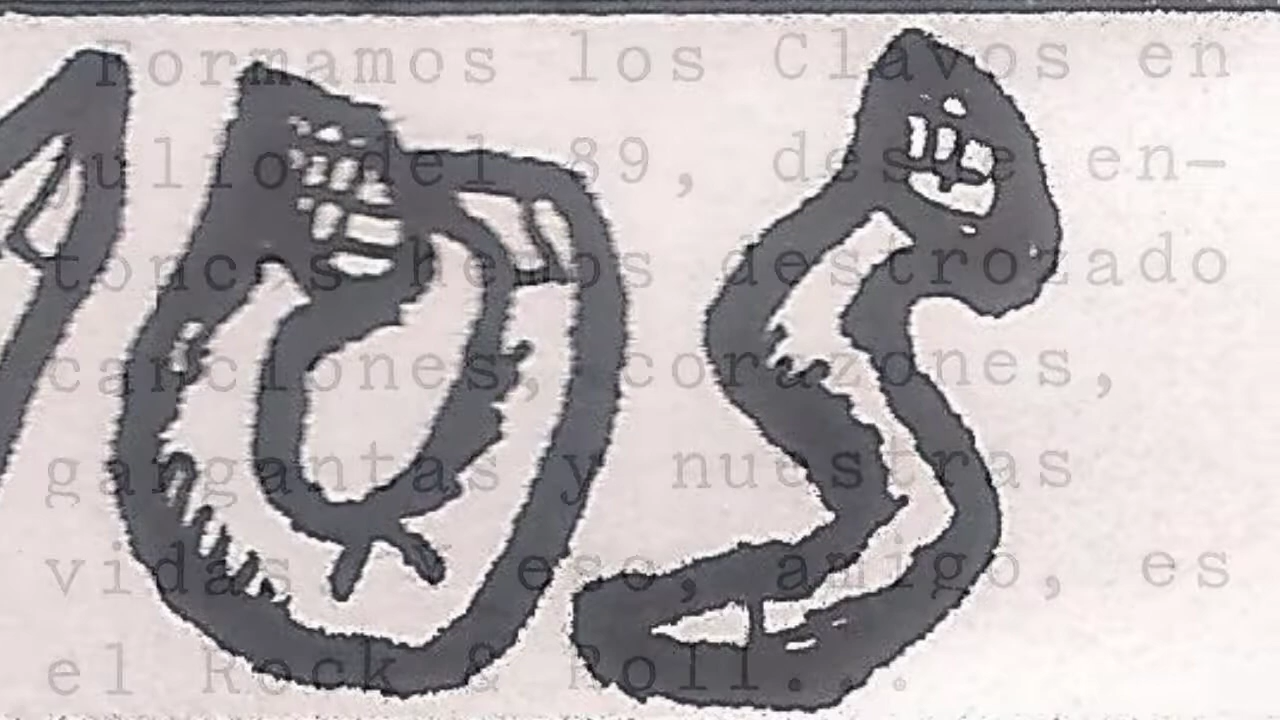 Formamos los Clavos en
julio del 89, desde en-
tonces hemos destrozado
canciones, corazones,
gargantas y nuestras
vidas. Y eso, amigo, es
el Rock & Roll...
os